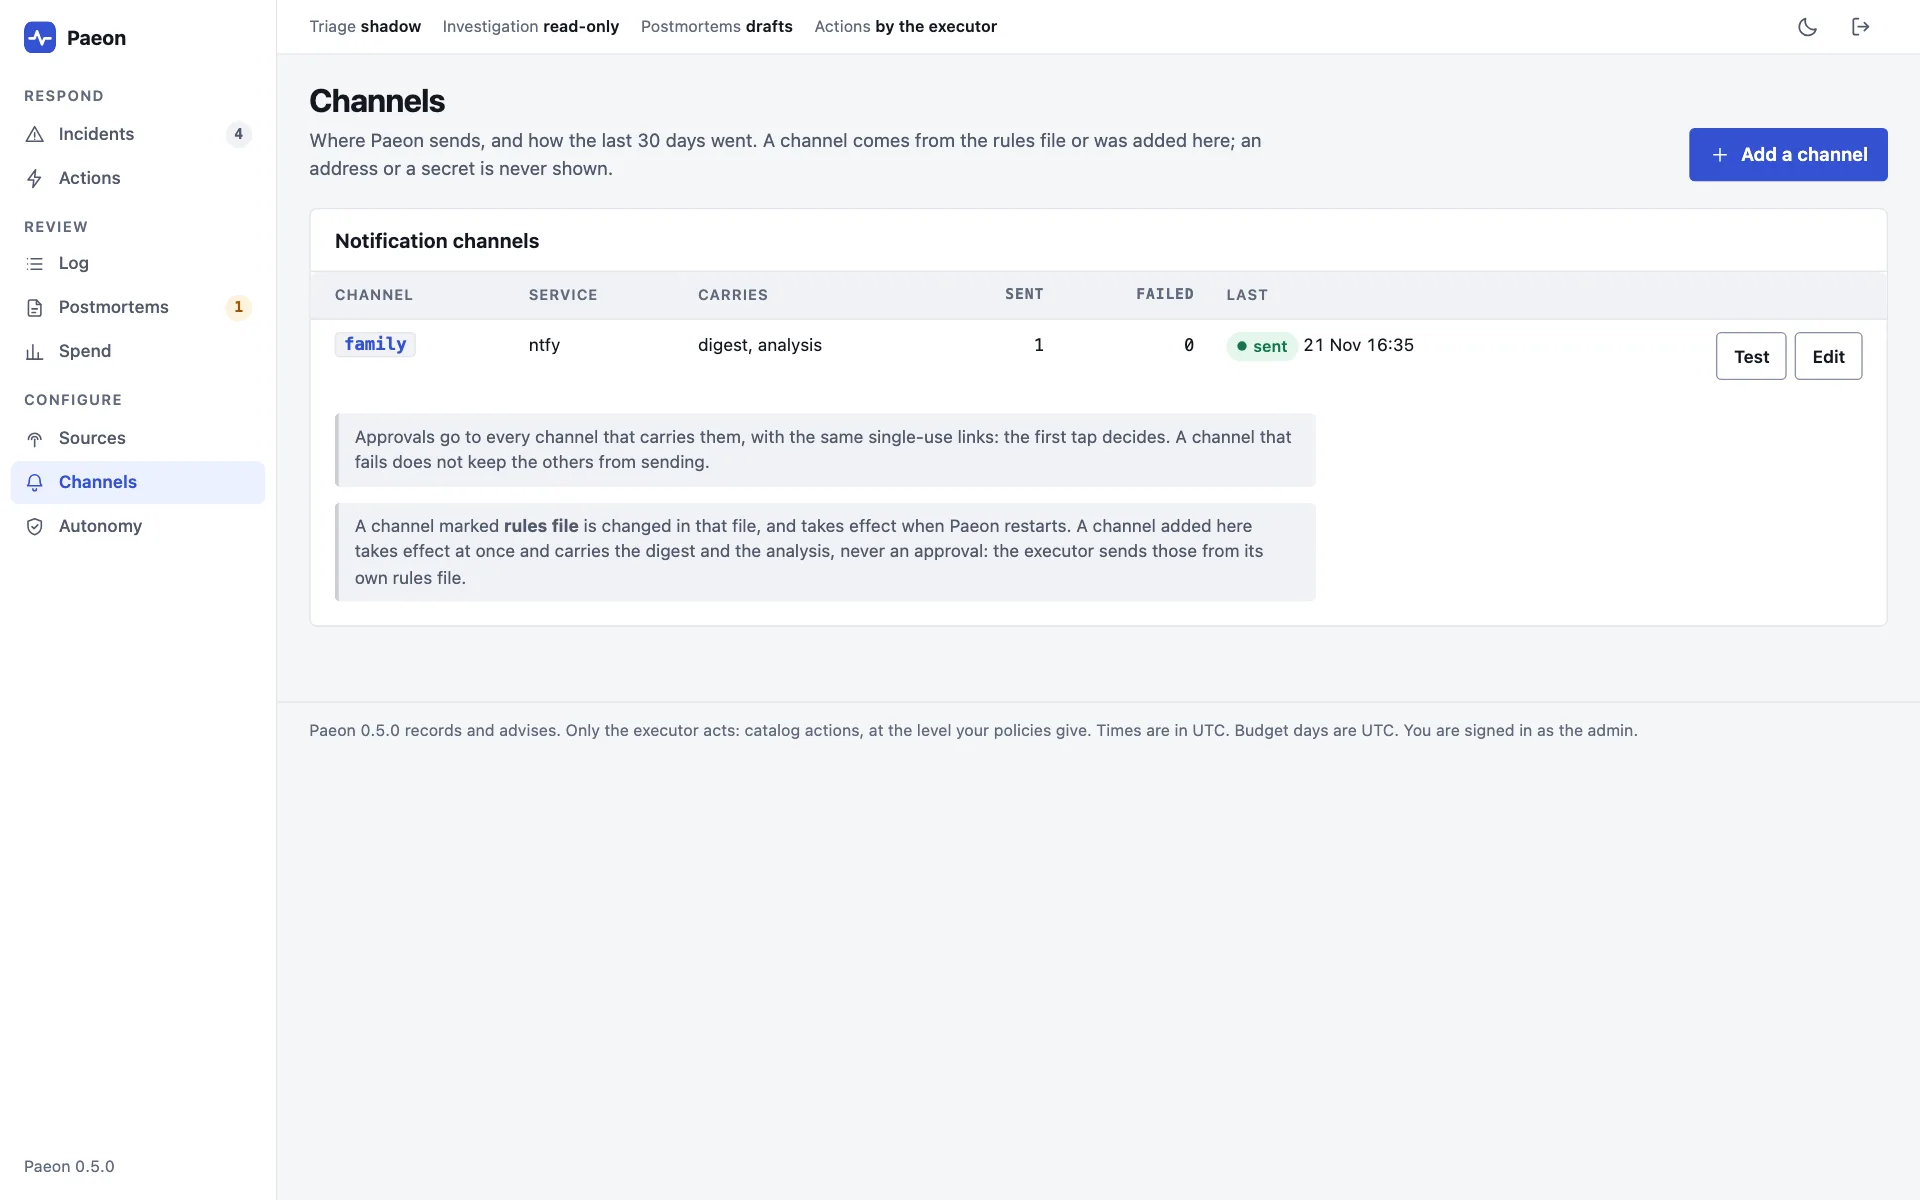 Paeon
RESPOND
Incidents 4
Actions
REVIEW
Log
Postmortems 1
Spend
CONFIGURE
Sources
Channels
Autonomy
Paeon 0.5.0
Triage shadow Investigation read-only Postmortems drafts Actions by the executor
Channels
Where Paeon sends, and how the last 30 days went. A channel comes from the rules file or was added here; an
address or a secret is never shown.
Add a channel
Notification channels
CHANNEL SERVICE CARRIES SENT FAILED LAST
family ntfy digest, analysis 1 0 sent 21 Nov 16:35 Test Edit
Approvals go to every channel that carries them, with the same single-use links: the first tap decides. A channel that
fails does not keep the others from sending.
A channel marked rules file is changed in that file, and takes effect when Paeon restarts. A channel added here
takes effect at once and carries the digest and the analysis, never an approval: the executor sends those from its
own rules file.
Paeon 0.5.0 records and advises. Only the executor acts: catalog actions, at the level your policies give. Times are in UTC. Budget days are UTC. You are signed in as the admin.